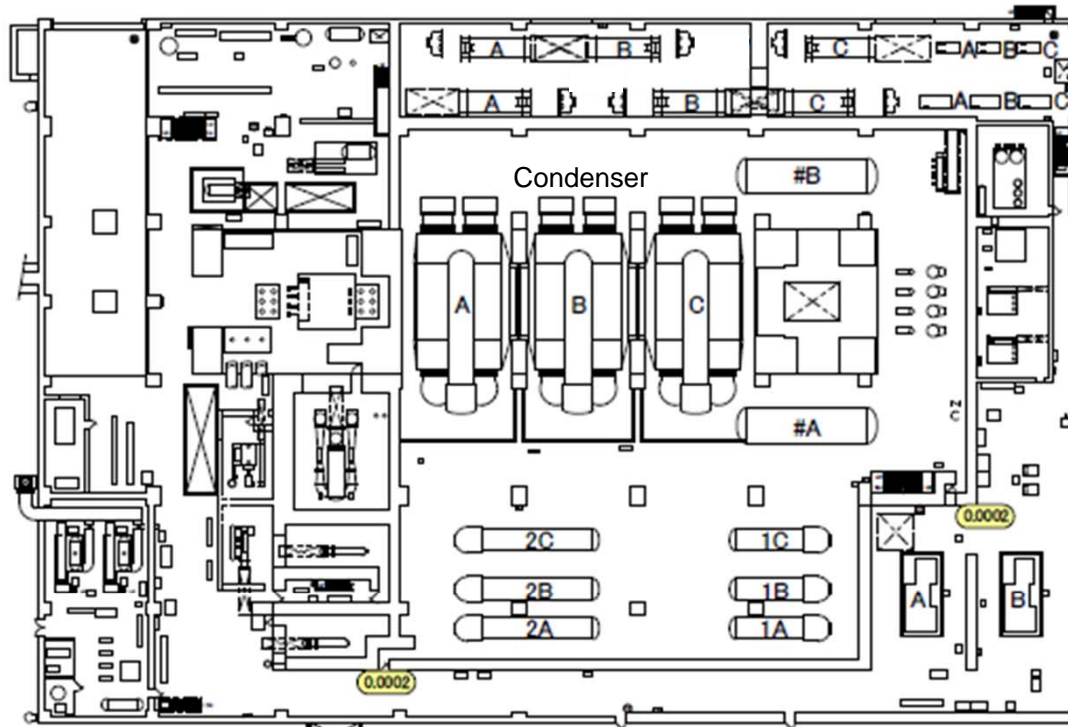 A B C A B C
A B C A B C
Condenser
#B
A B C
#A
2C 1C
0.0002
2B 1B
A B
2A 1A
0.0002